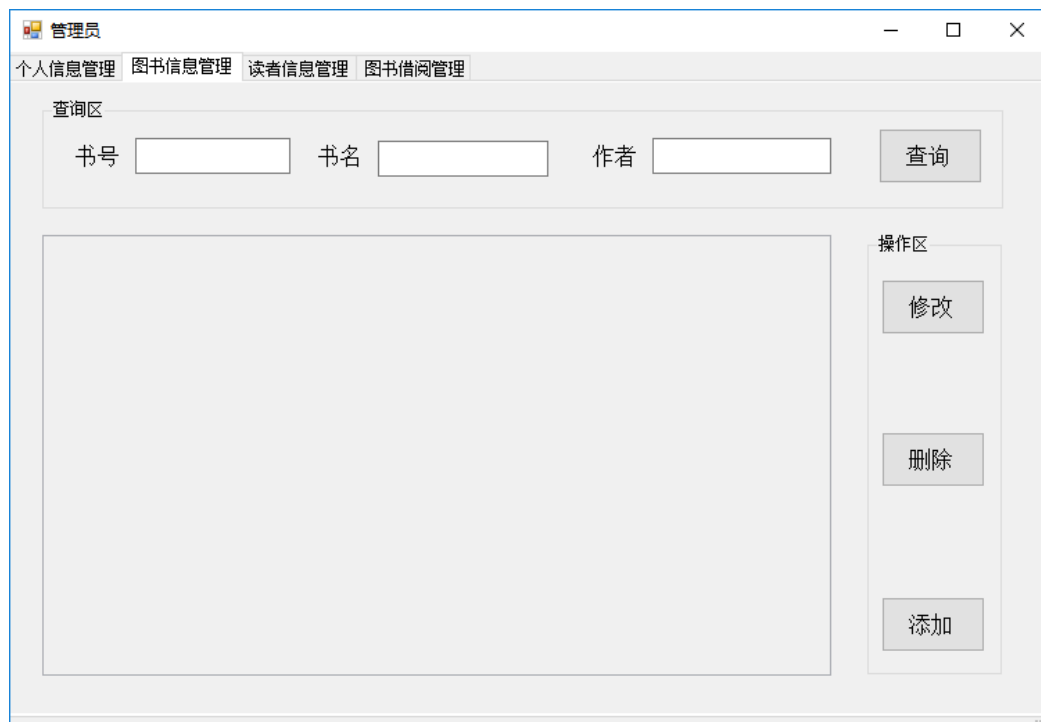 管理员
个人信息管理 图书信息管理 读者信息管理 图书借阅管理
查询区
书号 书名 作者 查询
操作区
修改
删除
添加